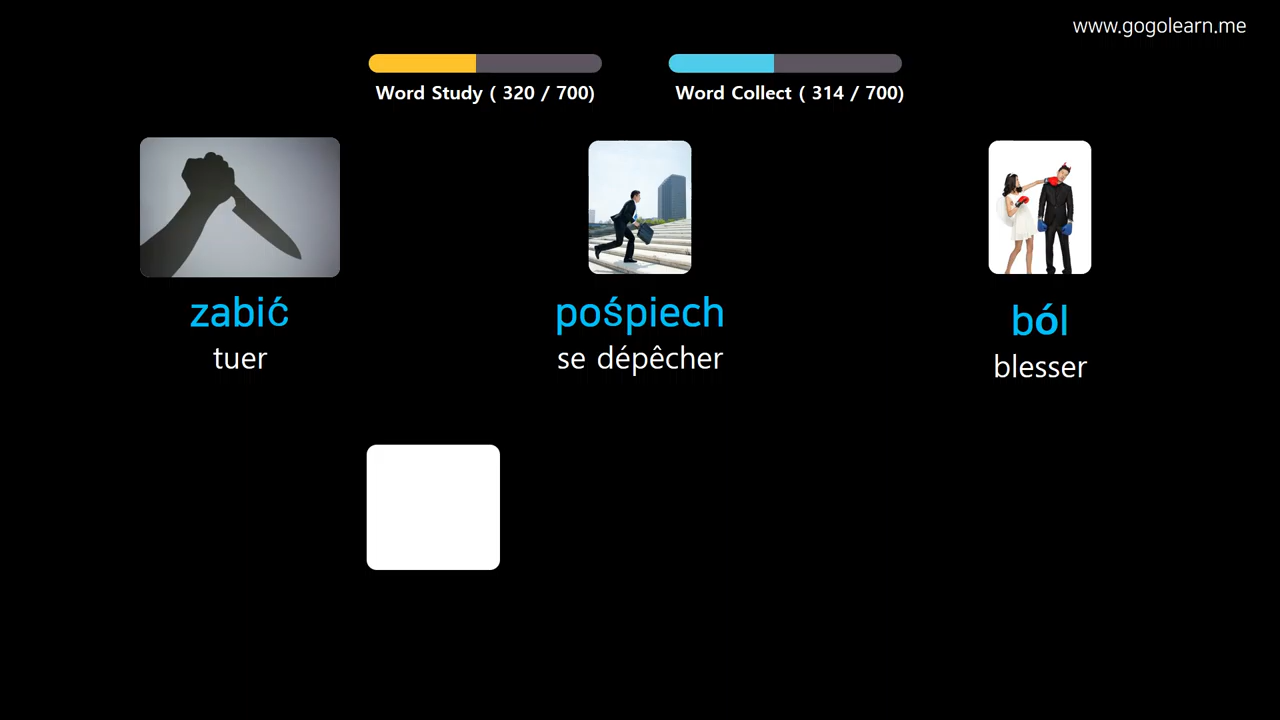 www.gogolearn.me
Word Study ( 320 / 700)
Word Collect ( 314 / 700)
zabić
tuer
pośpiech
se dépêcher
ból
blesser